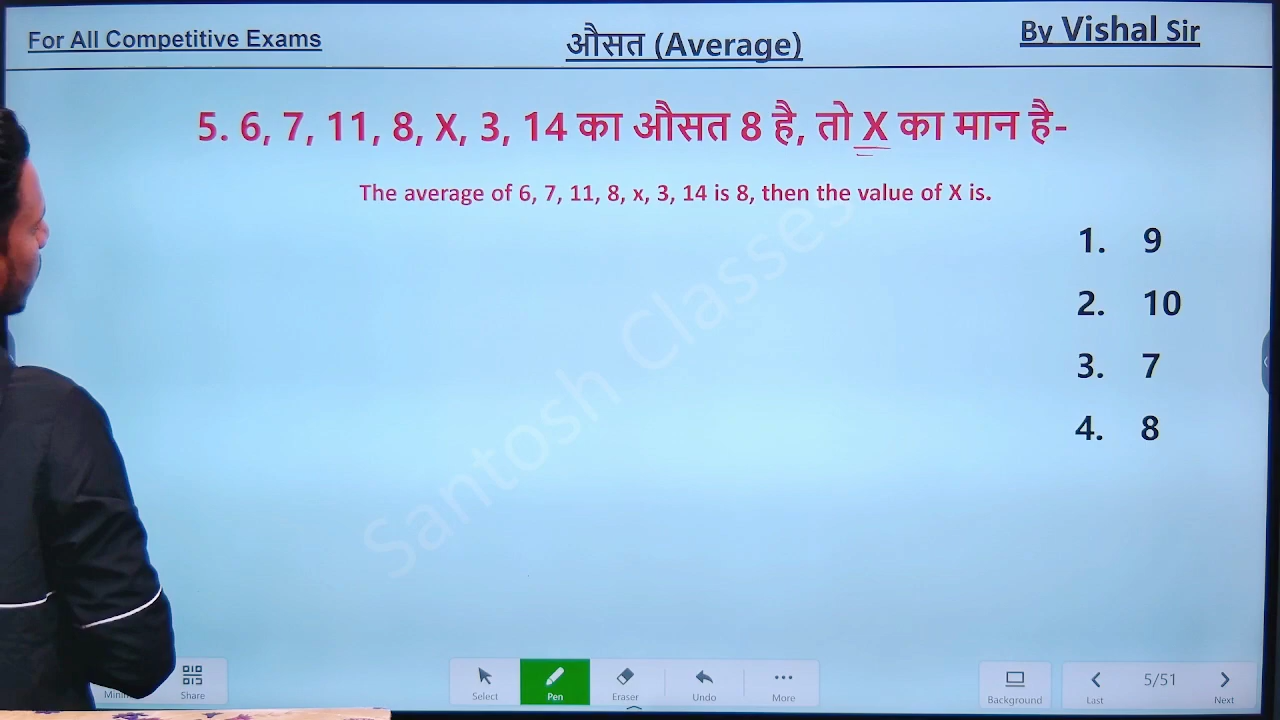 For All Competitive Exams
औसत (Average)
By Vishal Sir
5. 6, 7, 11, 8, X, 3, 14 का औसत 8 है, तो X का मान है-
The average of 6, 7, 11, 8, x, 3, 14 is 8, then the value of X is.
1. 9
2. 10
3. 7
4. 8
Santosh Classes
Share
Select
Pen
Eraser
Undo
More
Background
Last
5/51
Next